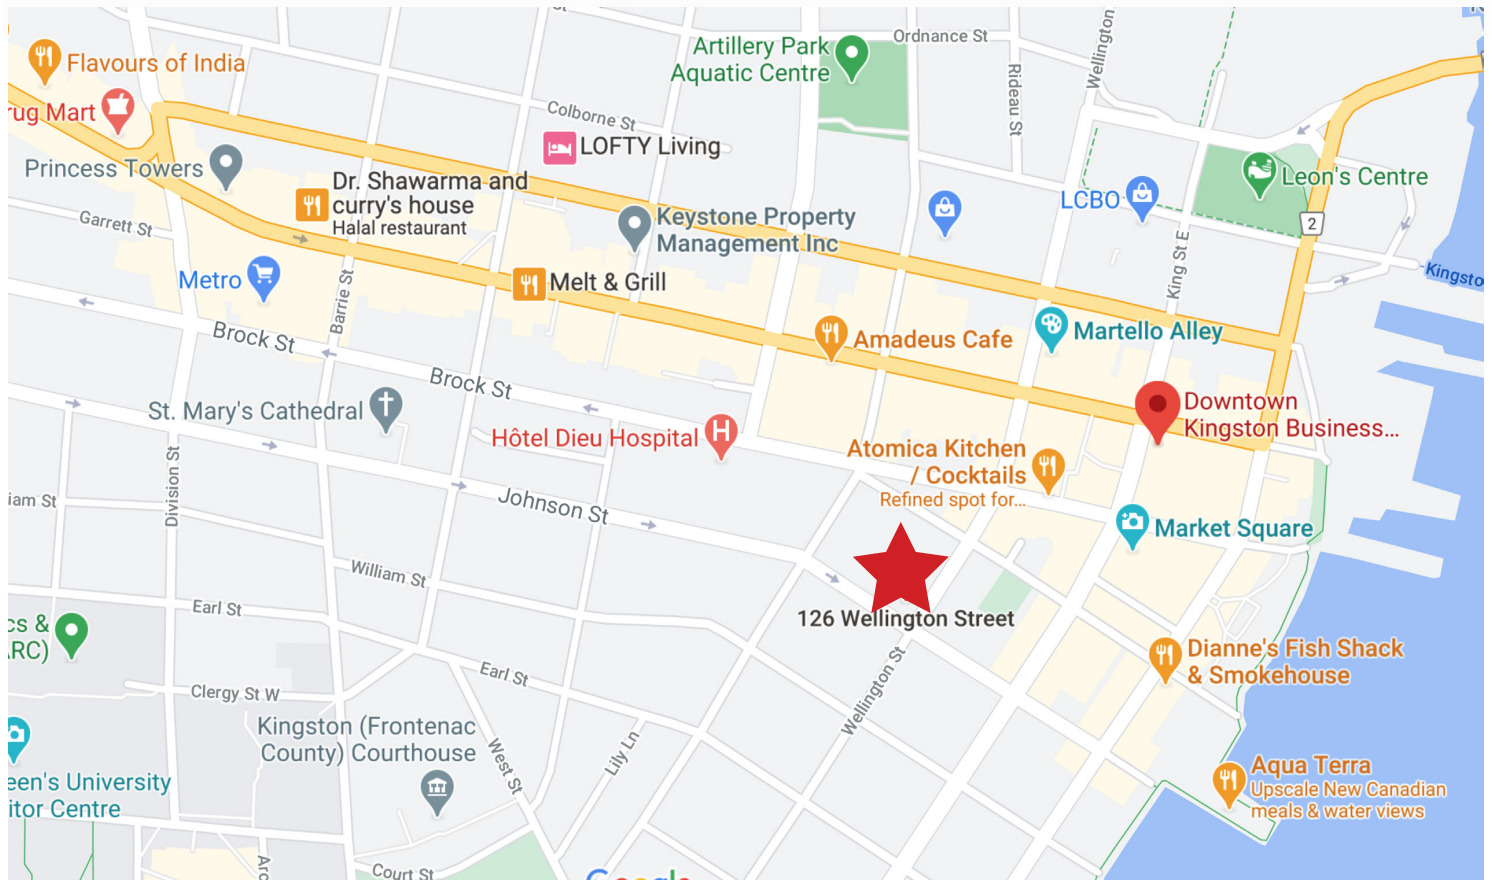 St
Ordnance St
Wellington
Rideau St
Artillery Park
Aquatic Centre
Flavours of India
rug Mart
Colborne St
LOFTY Living
Princess Towers
Dr. Shawarma and
curry's house
Halal restaurant
Leon's Centre
LCBO
2
Garrett St
Keystone Property
Management Inc
King St E
Kingsto
Metro
Barrie St
Melt & Grill
Brock St
Amadeus Cafe
Martello Alley
Brock St
St. Mary's Cathedral
Hôtel Dieu Hospital
H
Downtown
Kingston Business...
Atomica Kitchen
/ Cocktails
Refined spot for...
Division St
iam St
Johnson St
Market Square
William St
126 Wellington Street
Earl St
cs &
ARC)
Wellington St
Dianne's Fish Shack
& Smokehouse
Earl St
Clergy St W
Kingston (Frontenac
County) Courthouse
West St
Lily Ln
een's University
itor Centre
Aqua Terra
Upscale New Canadian
meals & water views
Arc
Court St
Google